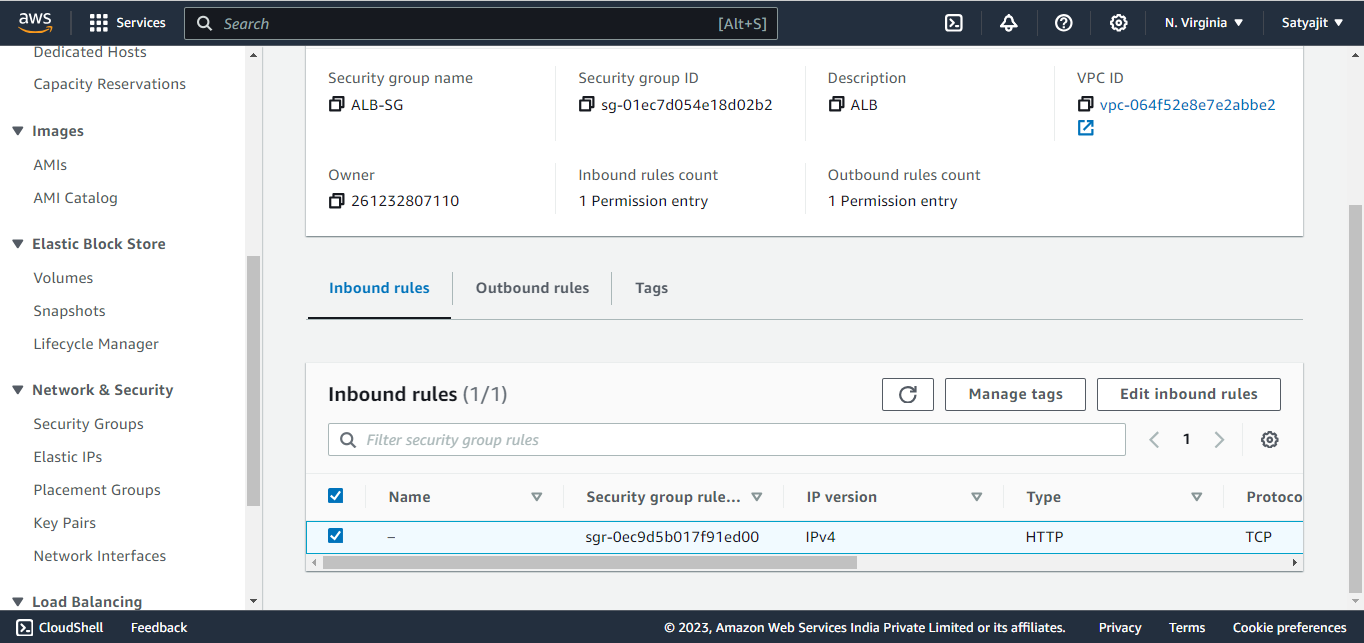 aws Services Search [Alt+S] N. Virginia Satyajit
Dedicated Hosts
Capacity Reservations
Images
AMIs
AMI Catalog
Elastic Block Store
Volumes
Snapshots
Lifecycle Manager
Network & Security
Security Groups
Elastic IPs
Placement Groups
Key Pairs
Network Interfaces
Load Balancing
Security group name Security group ID Description VPC ID
ALB-SG sg-01ec7d054e18d02b2 ALB vpc-064f52e8e7e2abbe2
Owner Inbound rules count Outbound rules count
261232807110 1 Permission entry 1 Permission entry
Inbound rules Outbound rules Tags
Inbound rules (1/1) Manage tags Edit inbound rules
Filter security group rules 1
Name Security group rule... IP version Type Protoco
– sgr-0ec9d5b017f91ed00 IPv4 HTTP TCP
CloudShell Feedback © 2023, Amazon Web Services India Private Limited or its affiliates. Privacy Terms Cookie preferences